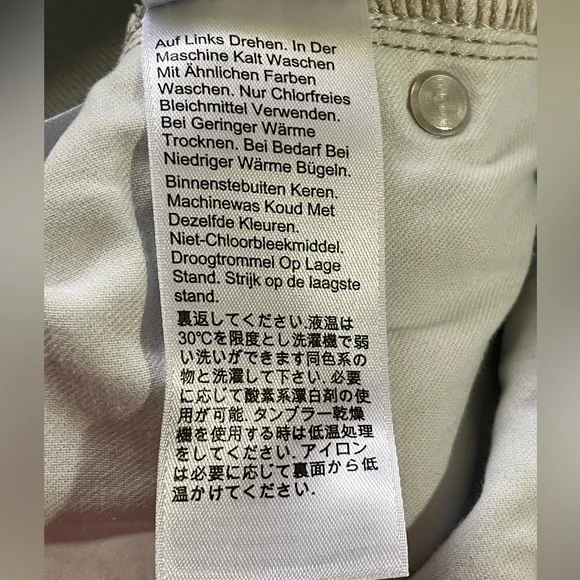 Auf Links Drehen. In Der
Maschine Kalt Waschen
Mit Ähnlichen Farben
Waschen. Nur Chlorfreies
Bleichmittel Verwenden.
Bei Geringer Wärme
Trocknen. Bei Bedarf Bei
Niedriger Wärme Bügeln.
Binnenstebuiten Keren.
Machinewas Koud Met
Dezelfde Kleuren.
Niet-Chloorbleekmiddel.
Droogtrommel Op Lage
Stand. Strijk op de laagste
stand.
裏返してください.液温は
30℃を限度とし洗濯機で弱
い洗いができます同色系の
物と洗濯して下さい. 必要
に応じて酸素系漂白剤の使
用が可能. タンブラー乾燥
機を使用する時は低温処理
をしてください. アイロン
は必要に応じて裏面から低
温かけてください.